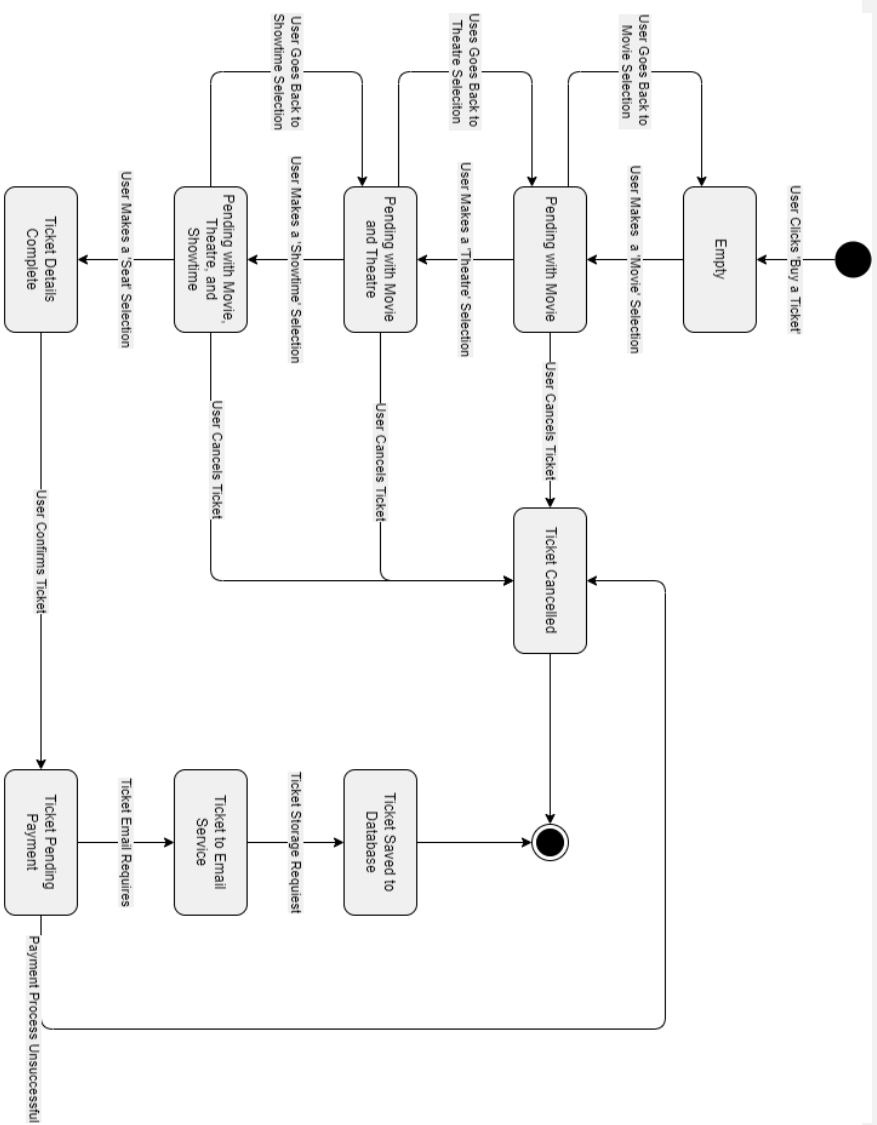 User Clicks 'Buy a Ticket'
Empty
User Goes Back to
Movie Selection
User Makes a 'Movie' Selection
Pending with Movie
User Cancels Ticket
Ticket Cancelled
Uses Goes Back to
Theatre Seleciton
User Makes a 'Theatre' Selection
Pending with Movie
and Theatre
User Cancels Ticket
Ticket Saved to
Database
User Goes Back to
Showtime Selection
User Makes a 'Showtime' Selection
Ticket Storage Requiest
Pending with Movie,
Theatre, and
Showtime
User Cancels Ticket
Ticket to Email
Service
User Makes a 'Seat' Selection
Ticket Email Requires
Ticket Details
Complete
User Confirms Ticket
Ticket Pending
Payment
Payment Process Unsuccessful